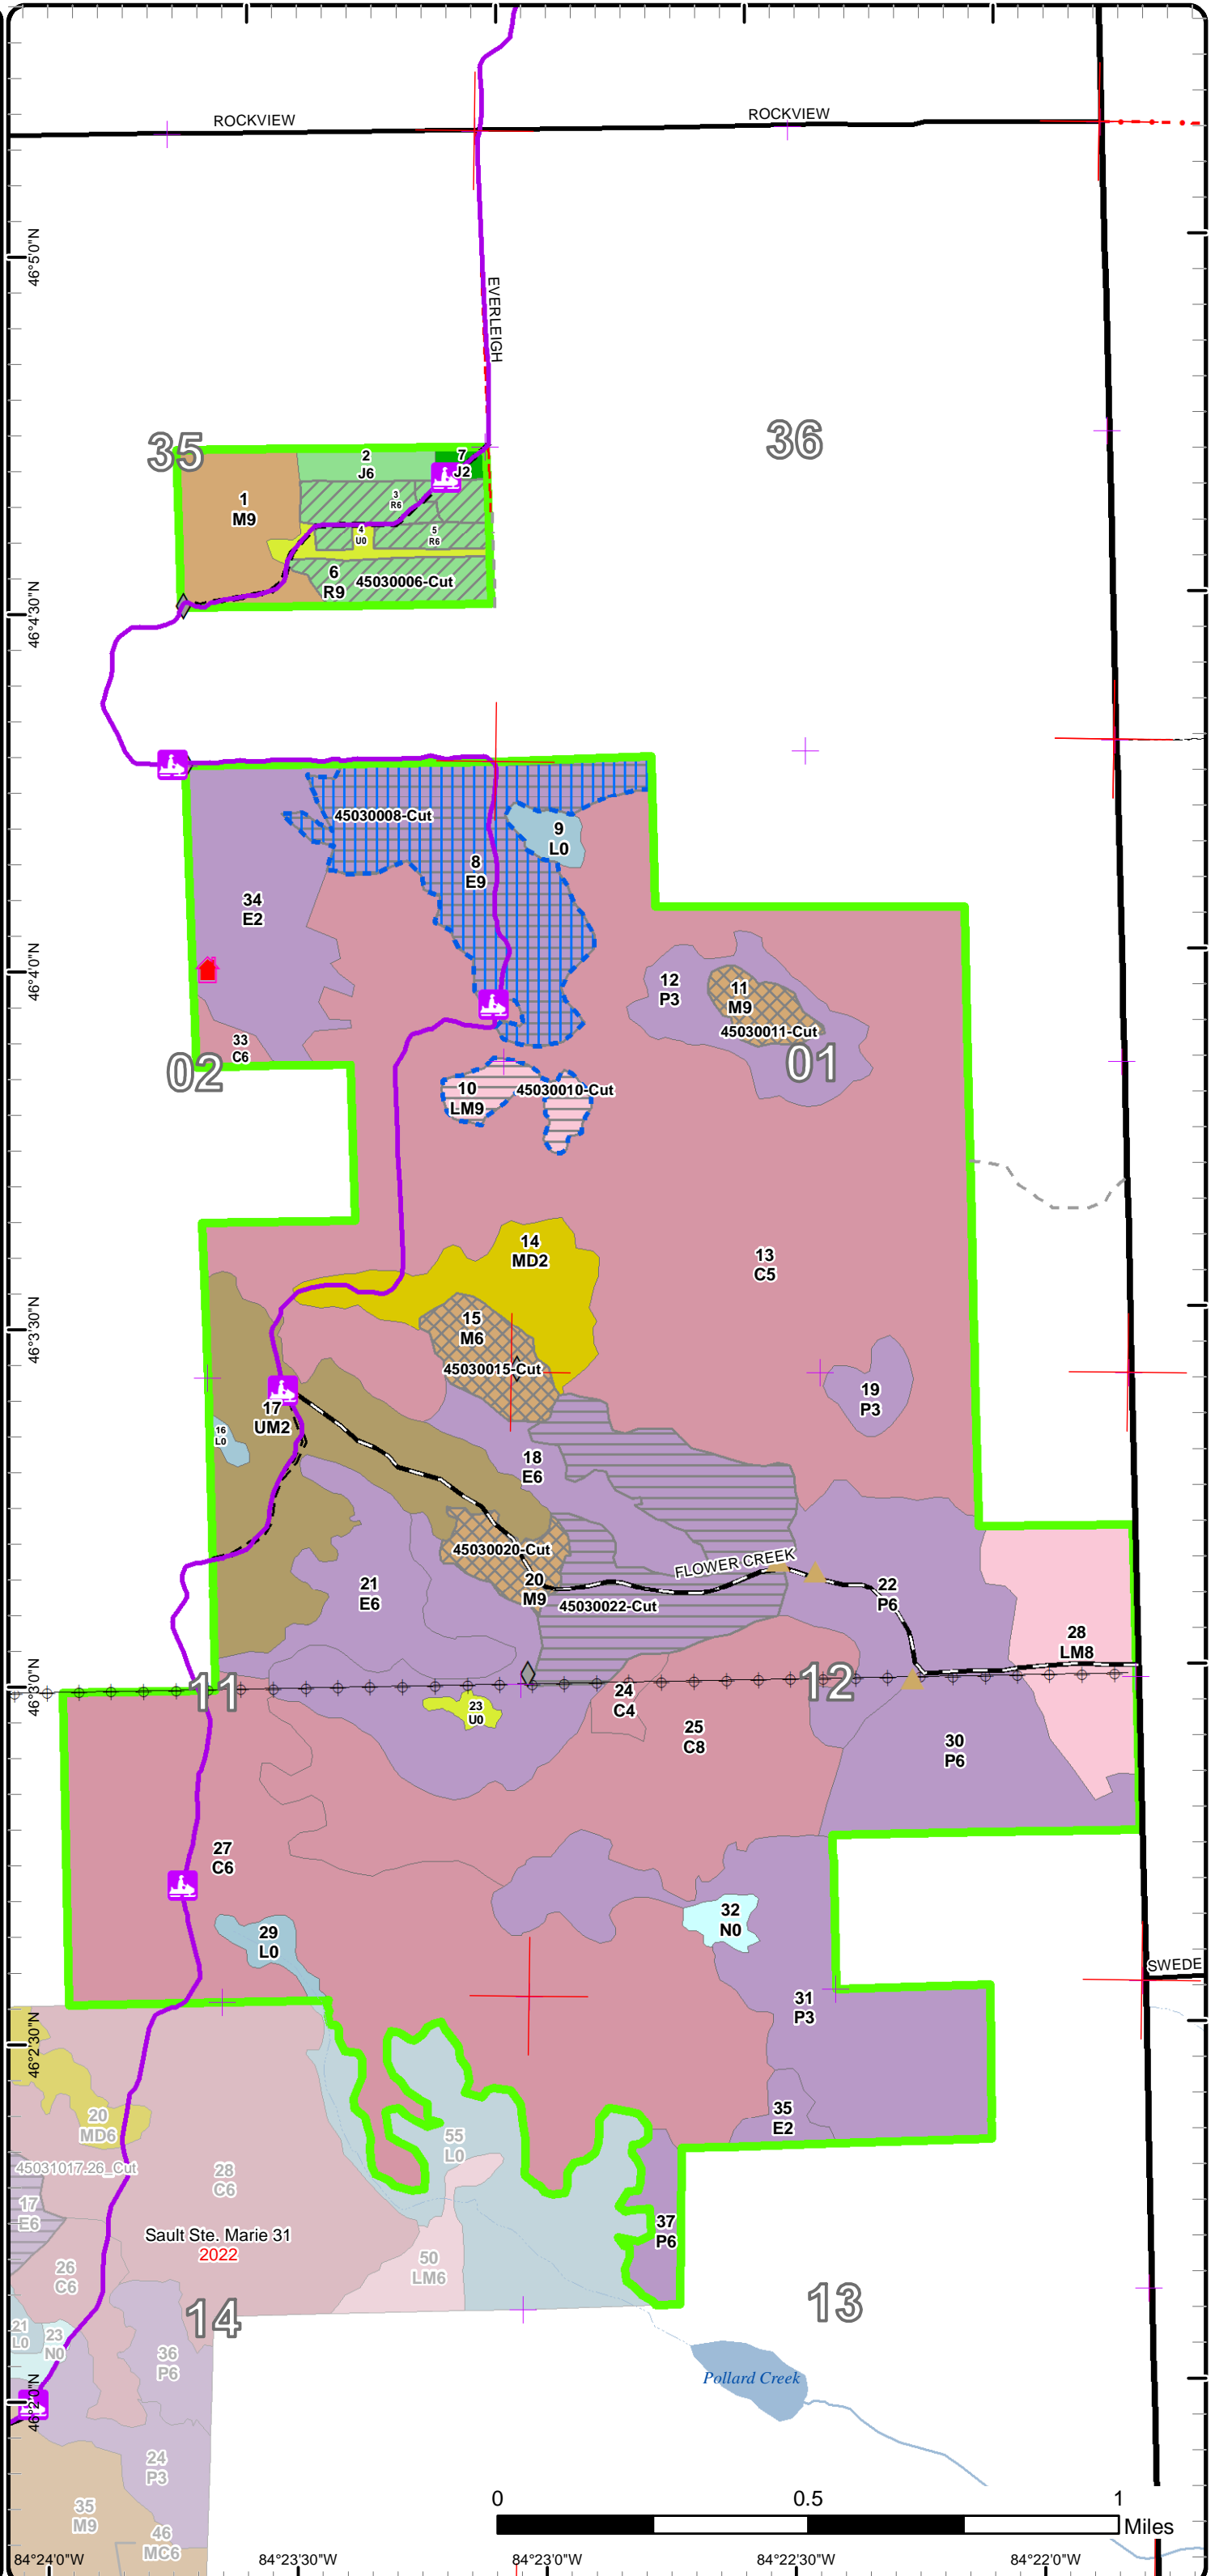 ROCKVIEW
ROCKVIEW
46°5'0"N
EVERLEIGH
35
36
2
J6
7
J2
1
M9
3
R6
4
U0
5
R6
6
R9
45030006-Cut
46°4'30"N
45030008-Cut
9
L0
8
E9
34
E2
46°4'0"N
12
P3
11
M9
45030011-Cut
33
C6
02
01
10
LM9
45030010-Cut
14
MD2
13
C5
15
M6
46°3'30"N
45030015-Cut
19
P3
17
UM2
16
L0
18
E6
45030020-Cut
FLOWER CREEK
21
E6
20
M9
45030022-Cut
22
P6
28
LM8
46°3'0"N
11
12
24
C4
23
U0
25
C8
30
P6
27
C6
32
N0
29
L0
SWEDE
31
P3
46°2'30"N
20
MD6
35
E2
55
L0
45031017.26_Cut
28
C6
17
E6
Sault Ste. Marie 31
2022
37
P6
26
C6
50
LM6
14
13
21
L0
23
N0
36
P6
Pollard Creek
46°2'0"N
24
P3
35
M9
46
MC6
0
0.5
1
Miles
84°24'0"W
84°23'30"W
84°23'0"W
84°22'30"W
84°22'0"W